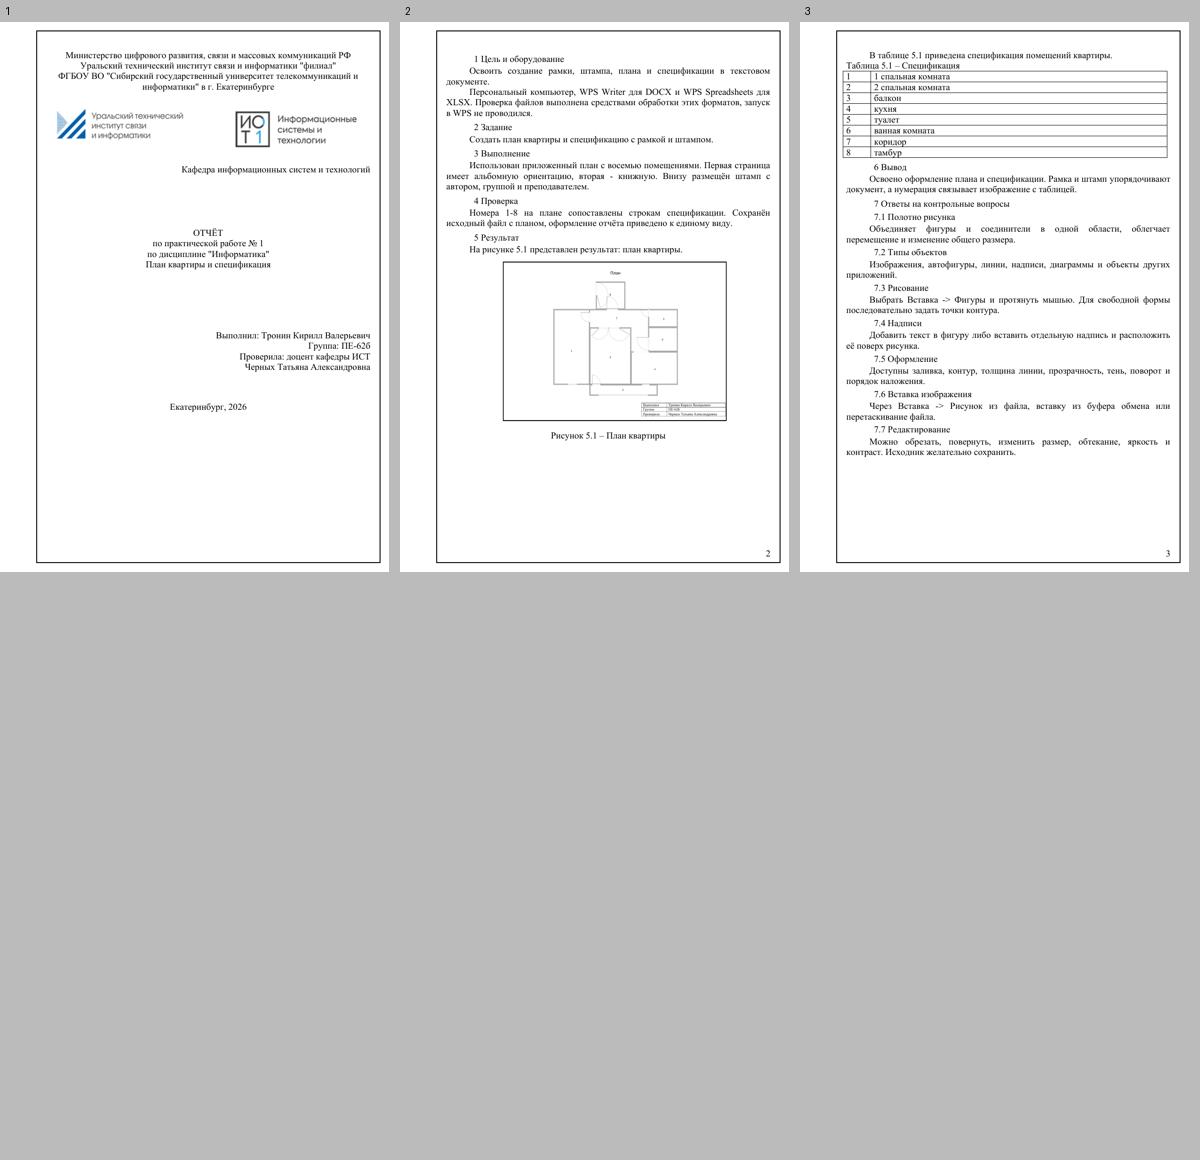 1
Министерство цифрового развития, связи и массовых коммуникаций РФ
Уральский технический институт связи и информатики "филиал"
ФГБОУ ВО "Сибирский государственный университет телекоммуникаций и
информатики" в г. Екатеринбурге
Уральский технический
институт связи
и информатики
ИО
Т 1
Информационные
системы и
технологии
Кафедра информационных систем и технологий
ОТЧЁТ
по практической работе № 1
по дисциплине "Информатика"
План квартиры и спецификация
Выполнил: Тронин Кирилл Валерьевич
Группа: ПЕ-62б
Проверила: доцент кафедры ИСТ
Черных Татьяна Александровна
Екатеринбург, 2026
2
1 Цель и оборудование
Освоить создание рамки, штампа, плана и спецификации в текстовом
документе.
Персональный компьютер, WPS Writer для DOCX и WPS Spreadsheets для
XLSX. Проверка файлов выполнена средствами обработки этих форматов, запуск
в WPS не проводился.
2 Задание
Создать план квартиры и спецификацию с рамкой и штампом.
3 Выполнение
Использован приложенный план с восемью помещениями. Первая страница
имеет альбомную ориентацию, вторая - книжную. Внизу размещён штамп с
автором, группой и преподавателем.
4 Проверка
Номера 1-8 на плане сопоставлены строкам спецификации. Сохранён
исходный файл с планом, оформление отчёта приведено к единому виду.
5 Результат
На рисунке 5.1 представлен результат: план квартиры.
План
Выполнил Тронин Кирилл Валерьевич
Группа ПЕ-62б
Проверила Черных Татьяна Александровна
Рисунок 5.1 – План квартиры
2
3
В таблице 5.1 приведена спецификация помещений квартиры.
Таблица 5.1 – Спецификация
1 1 спальная комната
2 2 спальная комната
3 балкон
4 кухня
5 туалет
6 ванная комната
7 коридор
8 тамбур
6 Вывод
Освоено оформление плана и спецификации. Рамка и штамп упорядочивают
документ, а нумерация связывает изображение с таблицей.
7 Ответы на контрольные вопросы
7.1 Полотно рисунка
Объединяет фигуры и соединители в одной области, облегчает
перемещение и изменение общего размера.
7.2 Типы объектов
Изображения, автофигуры, линии, надписи, диаграммы и объекты других
приложений.
7.3 Рисование
Выбрать Вставка -> Фигуры и протянуть мышью. Для свободной формы
последовательно задать точки контура.
7.4 Надписи
Добавить текст в фигуру либо вставить отдельную надпись и расположить
её поверх рисунка.
7.5 Оформление
Доступны заливка, контур, толщина линии, прозрачность, тень, поворот и
порядок наложения.
7.6 Вставка изображения
Через Вставка -> Рисунок из файла, вставку из буфера обмена или
перетаскивание файла.
7.7 Редактирование
Можно обрезать, повернуть, изменить размер, обтекание, яркость и
контраст. Исходник желательно сохранить.
3